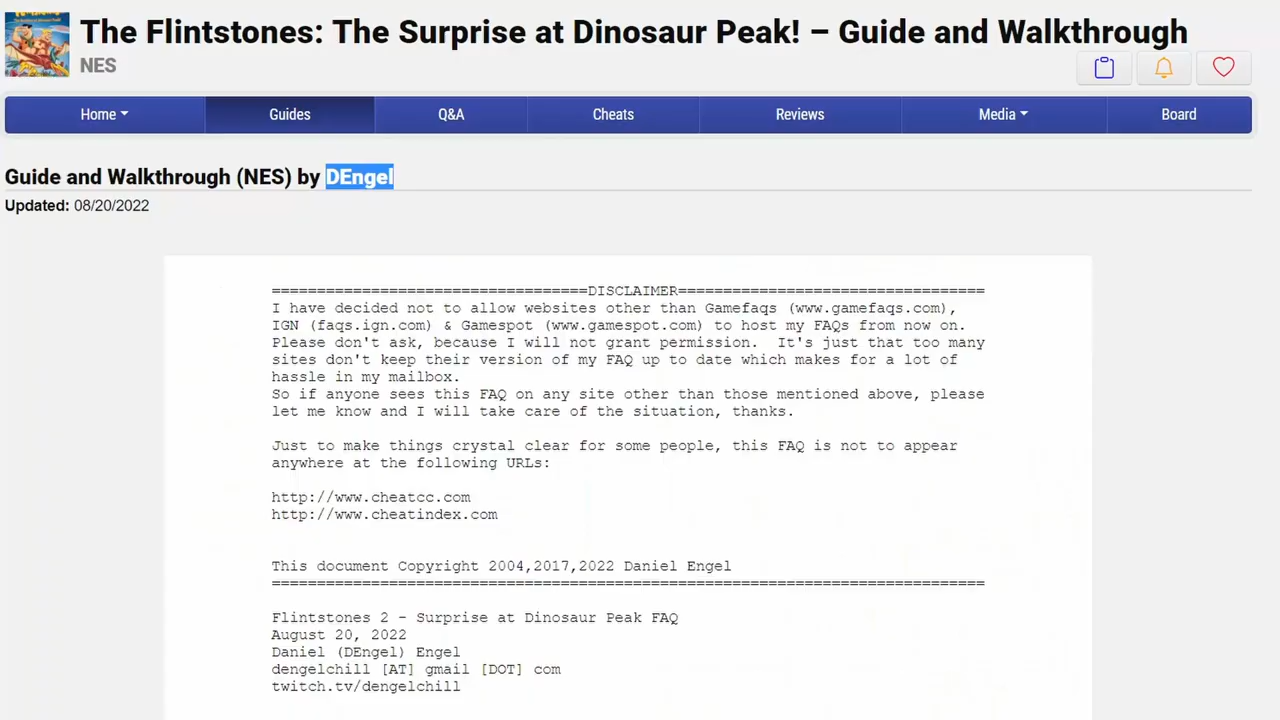 The Flintstones: The Surprise at Dinosaur Peak! – Guide and Walkthrough
NES
Home
Guides
Q&A
Cheats
Reviews
Media
Board
Guide and Walkthrough (NES) by DEngel
Updated: 08/20/2022
===================================DISCLAIMER==================================
I have decided not to allow websites other than Gamefaqs (www.gamefaqs.com),
IGN (faqs.ign.com) & Gamespot (www.gamespot.com) to host my FAQs from now on.
Please don't ask, because I will not grant permission.  It's just that too many
sites don't keep their version of my FAQ up to date which makes for a lot of
hassle in my mailbox.
So if anyone sees this FAQ on any site other than those mentioned above, please
let me know and I will take care of the situation, thanks.
Just to make things crystal clear for some people, this FAQ is not to appear
anywhere at the following URLs:
http://www.cheatcc.com
http://www.cheatindex.com
This document Copyright 2004,2017,2022 Daniel Engel
===============================================================================
Flintstones 2 - Surprise at Dinosaur Peak FAQ
August 20, 2022
Daniel (DEngel) Engel
dengelchill [AT] gmail [DOT] com
twitch.tv/dengelchill